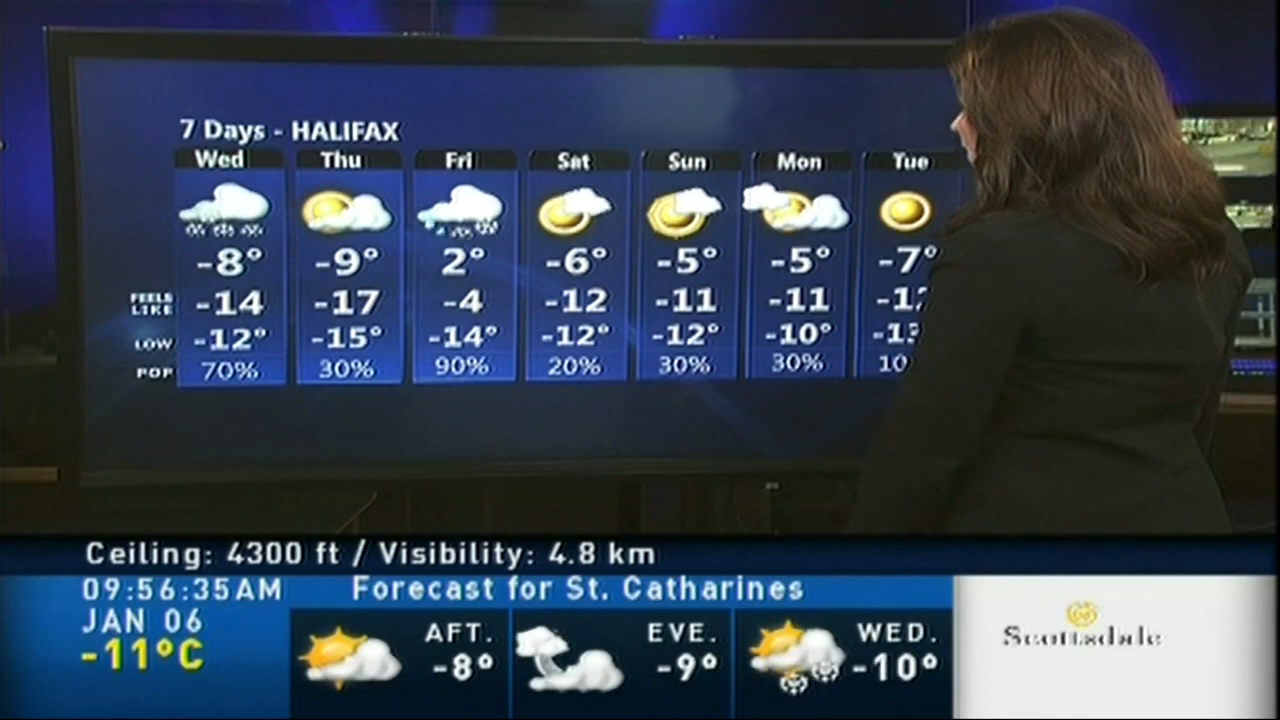 7 Days - HALIFAX
Wed Thu Fri Sat Sun Mon Tue
-8° -9° 2° -6° -5° -5° -7°
FEELS LIKE -14 -17 -4 -12 -11 -11
LOW -12° -15° -14° -12° -12° -10°
POP 70% 30% 90% 20% 30% 30% 10
Ceiling: 4300 ft / Visibility: 4.8 km
09:56:35AM Forecast for St. Catharines
JAN 06
-11°C
AFT. -8°
EVE. -9°
WED. -10°
Scottsdale